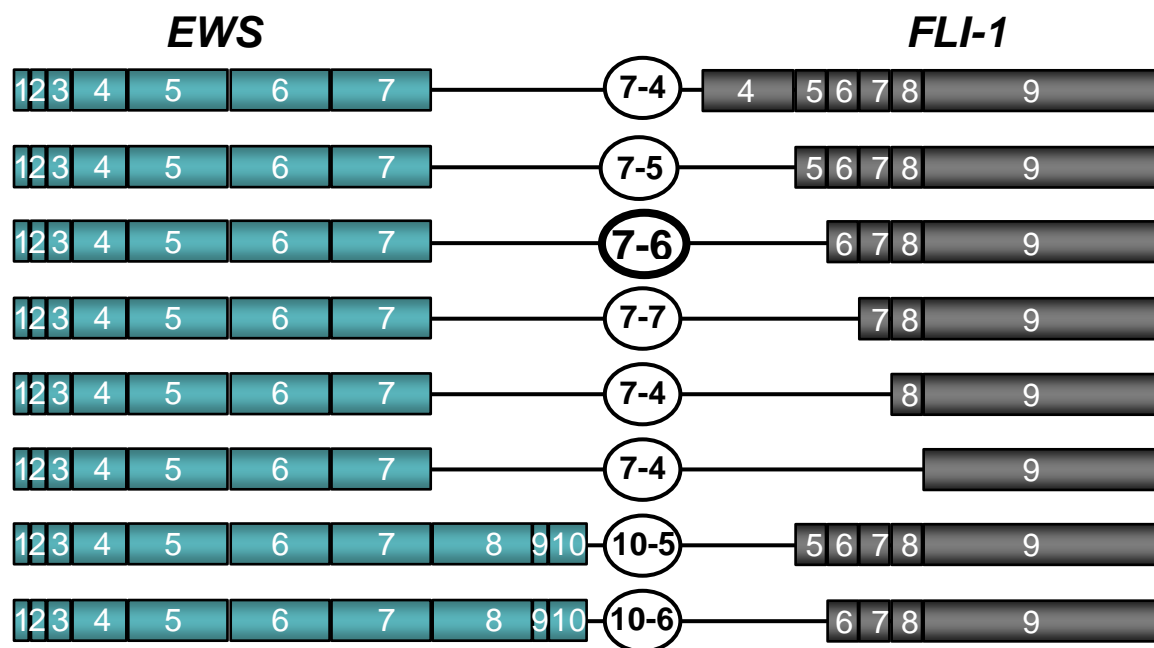 EWS FLI-1
1 2 3 4 5 6 7 7-4 4 5 6 7 8 9
1 2 3 4 5 6 7 7-5 5 6 7 8 9
1 2 3 4 5 6 7 7-6 6 7 8 9
1 2 3 4 5 6 7 7-7 7 8 9
1 2 3 4 5 6 7 7-4 8 9
1 2 3 4 5 6 7 7-4 9
1 2 3 4 5 6 7 8 9 10 10-5 5 6 7 8 9
1 2 3 4 5 6 7 8 9 10 10-6 6 7 8 9